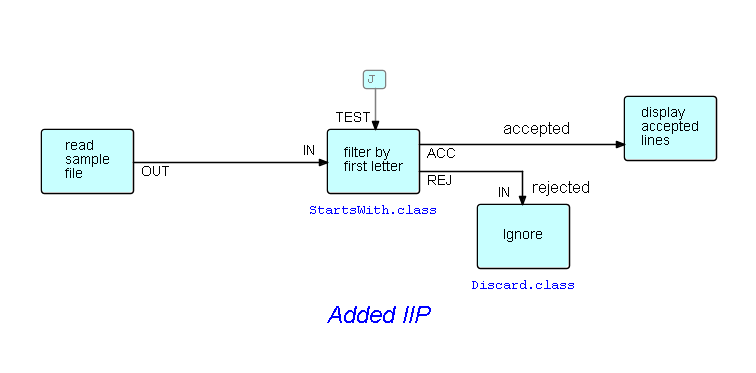 J
TEST
read
sample
file
OUT
IN
filter by
first letter
StartsWith.class
ACC
accepted
display
accepted
lines
REJ
IN
rejected
Ignore
Discard.class
Added IIP